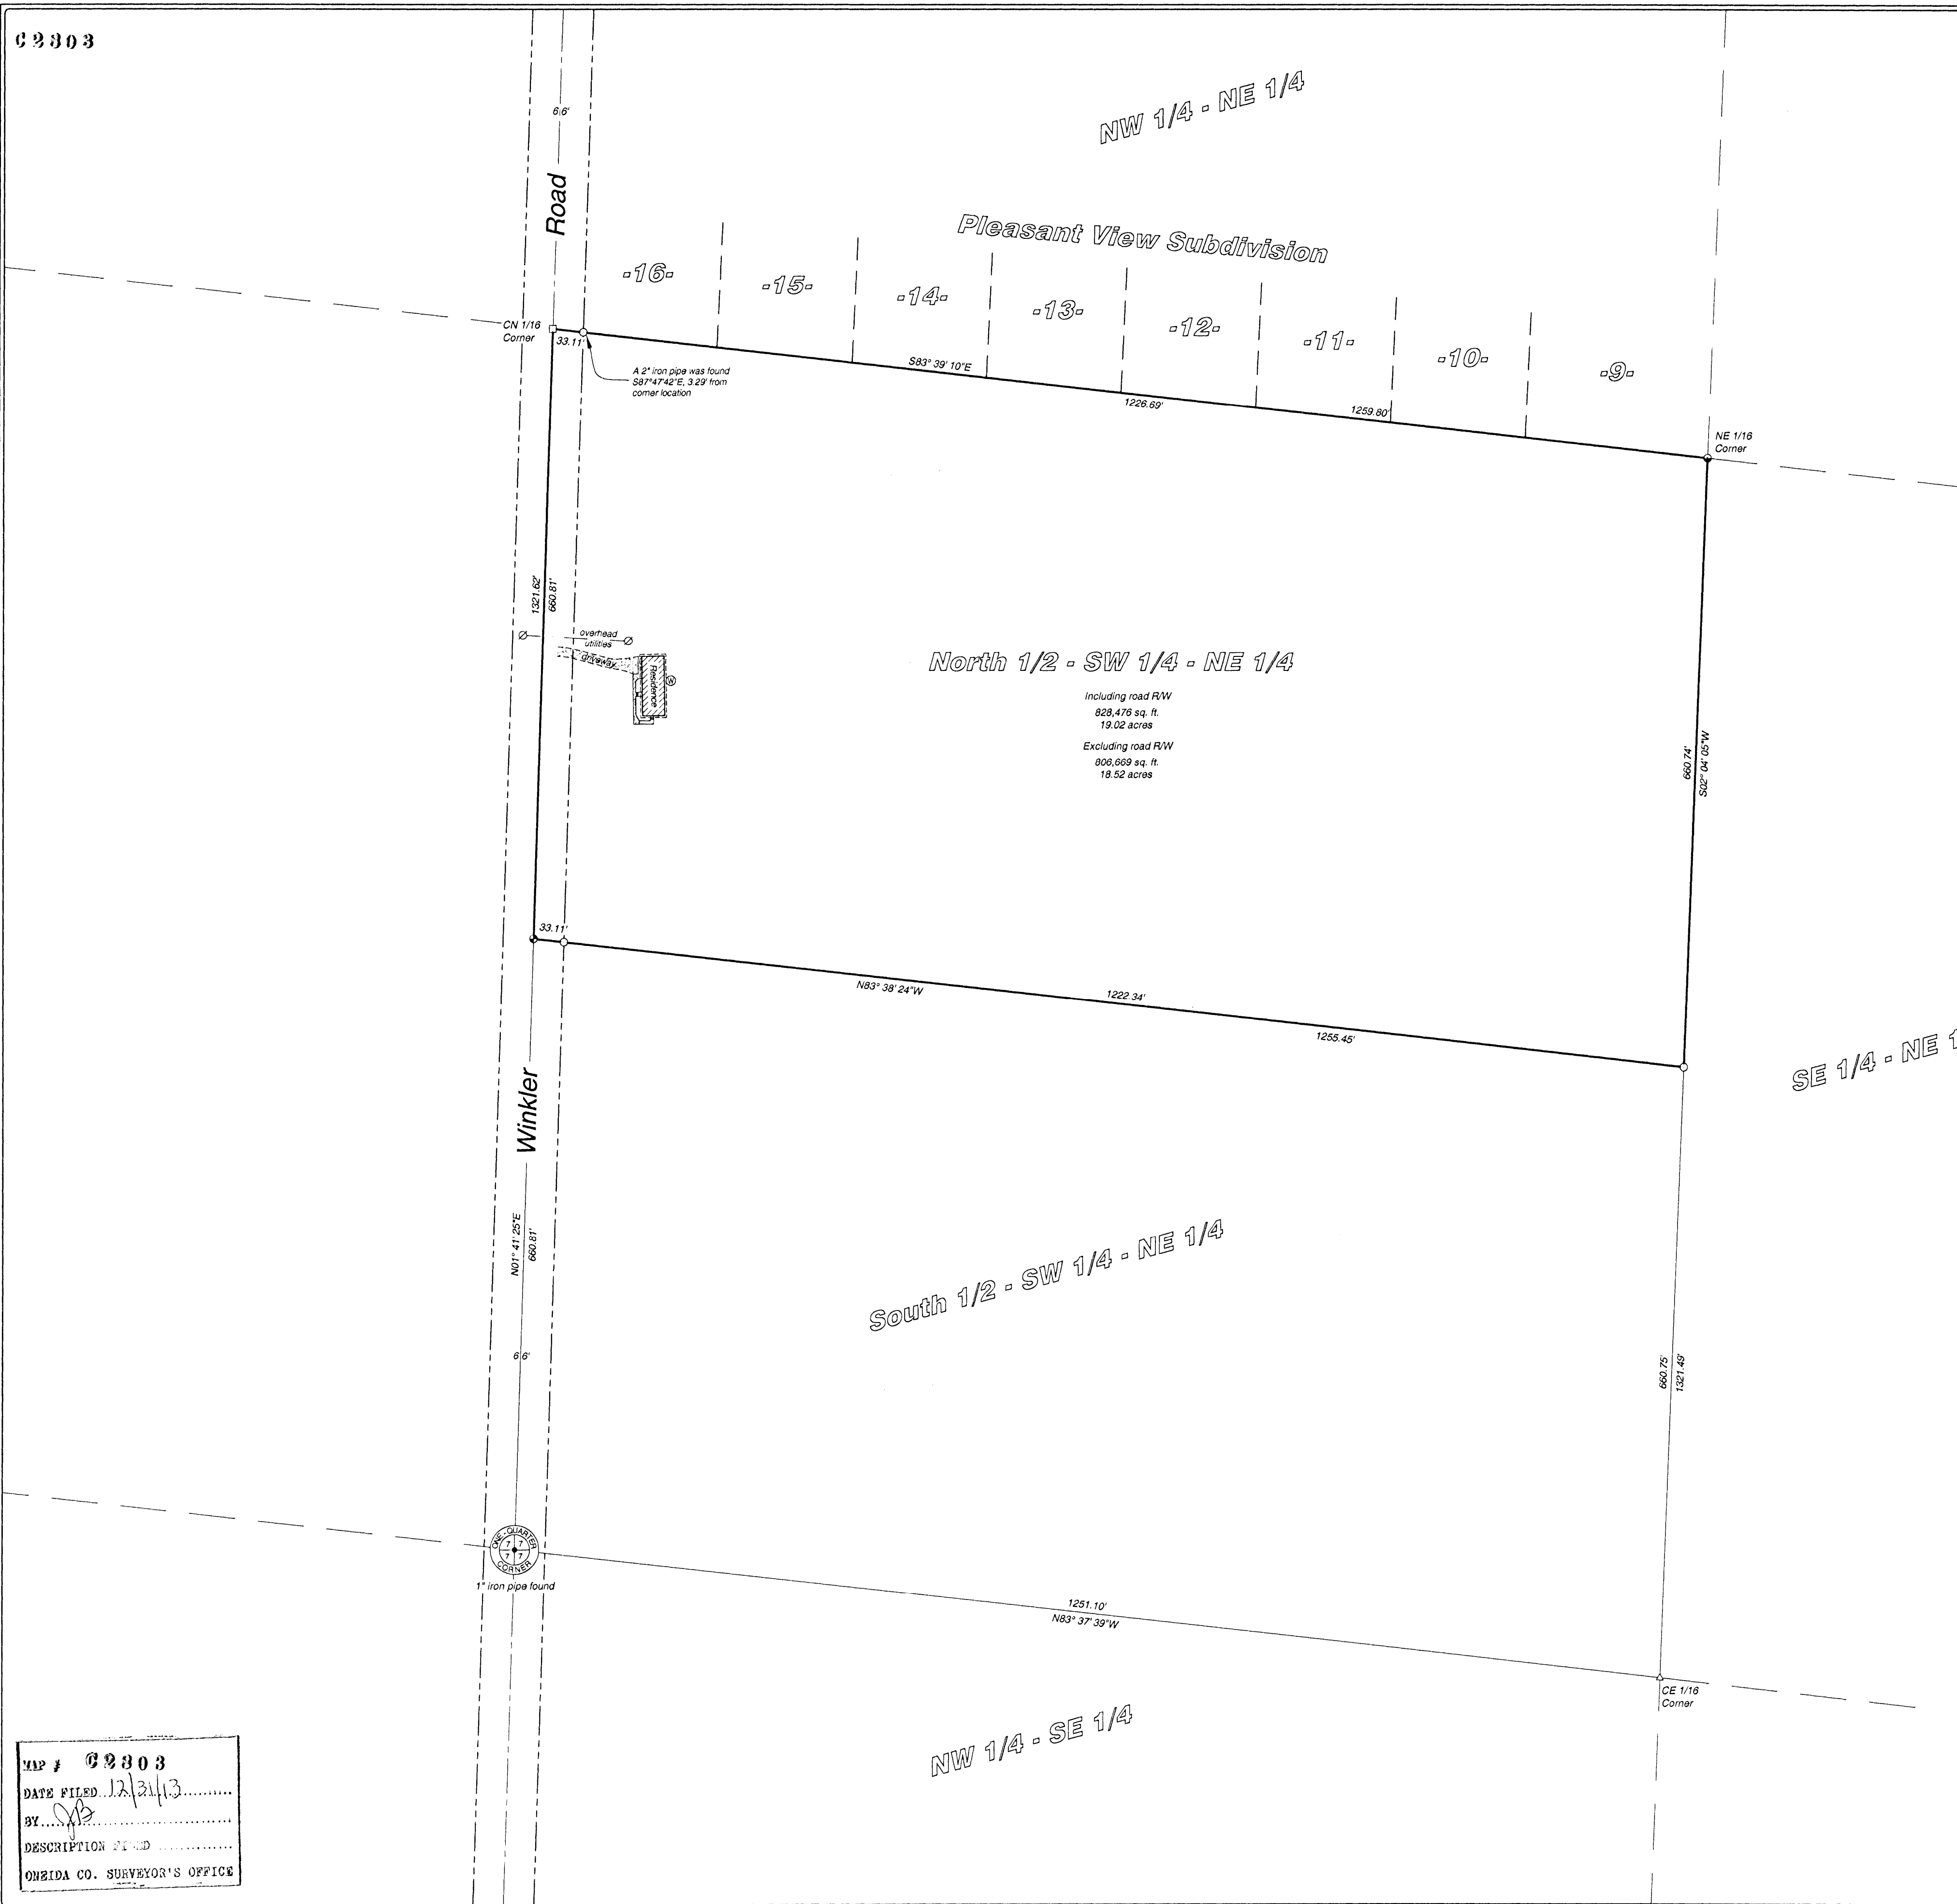 C2303
66'
NW 1/4 - NE 1/4
Road
Pleasant View Subdivision
-16-
-15-
-14-
-13-
-12-
-11-
-10-
-9-
CN 1/16
Corner
33.11'
A 2" iron pipe was found
S87°47'42"E, 3.29' from
corner location
S83° 39' 10"E
1226.69'
1259.80'
NE 1/16
Corner
1321.62'
660.81'
overhead
utilities
driveway
Residence
W
North 1/2 - SW 1/4 - NE 1/4
Including road R/W
828,476 sq. ft.
19.02 acres
Excluding road R/W
806,669 sq. ft.
18.52 acres
660.74'
S02° 04' 05"W
33.11'
N83° 38' 24"W
1222.34'
1255.45'
SE 1/4 - NE 1
Winkler
N01° 41' 25"E
660.81'
South 1/2 - SW 1/4 - NE 1/4
66'
660.75'
1321.49'
ONE-QUARTER
7 7
7 7
CORNER
1" iron pipe found
1251.10'
N83° 37' 39"W
CE 1/16
Corner
NW 1/4 - SE 1/4
MAP # C2303
DATE FILED 12/31/13
BY JB
DESCRIPTION FILED
ONEIDA CO. SURVEYOR'S OFFICE